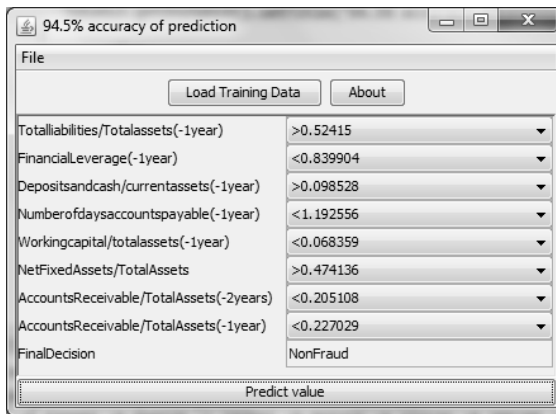 94.5% accuracy of prediction
File
Load Training Data About
Totalliabilities/Totalassets(-1year) >0.52415
FinancialLeverage(-1year) <0.839904
Depositsandcash/currentassets(-1year) >0.098528
Numberofdaysaccountspayable(-1year) <1.192556
Workingcapital/totalassets(-1year) <0.068359
NetFixedAssets/TotalAssets >0.474136
AccountsReceivable/TotalAssets(-2years) <0.205108
AccountsReceivable/TotalAssets(-1year) <0.227029
FinalDecision NonFraud
Predict value